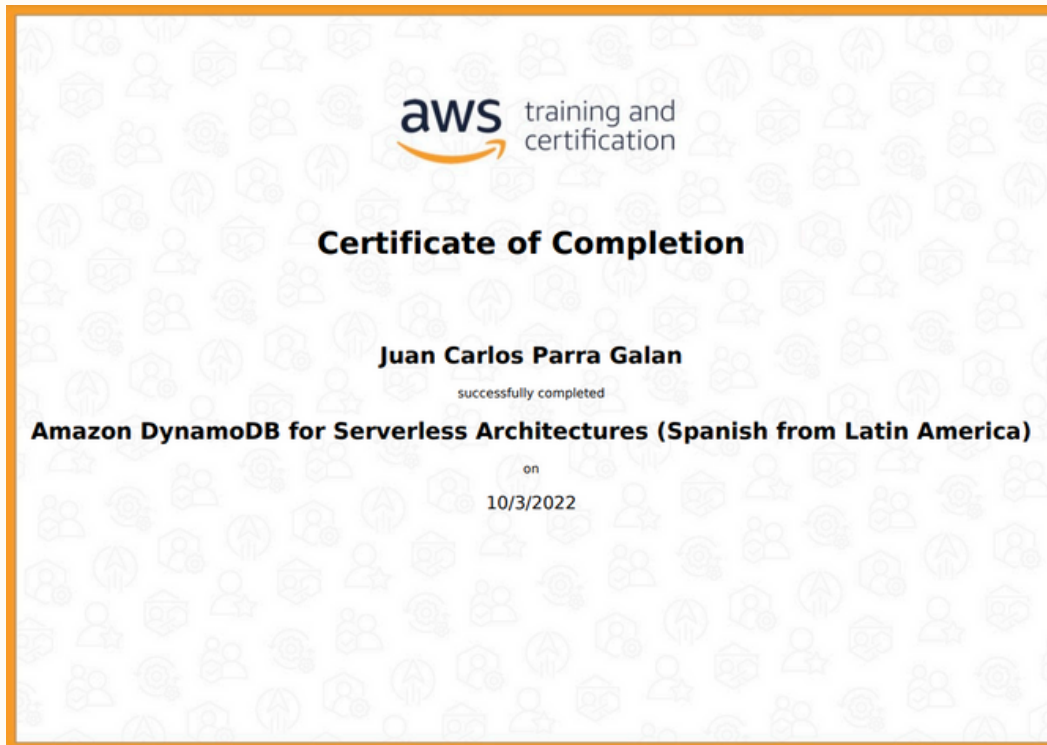 aws training and
certification
Certificate of Completion
Juan Carlos Parra Galan
successfully completed
Amazon DynamoDB for Serverless Architectures (Spanish from Latin America)
on
10/3/2022